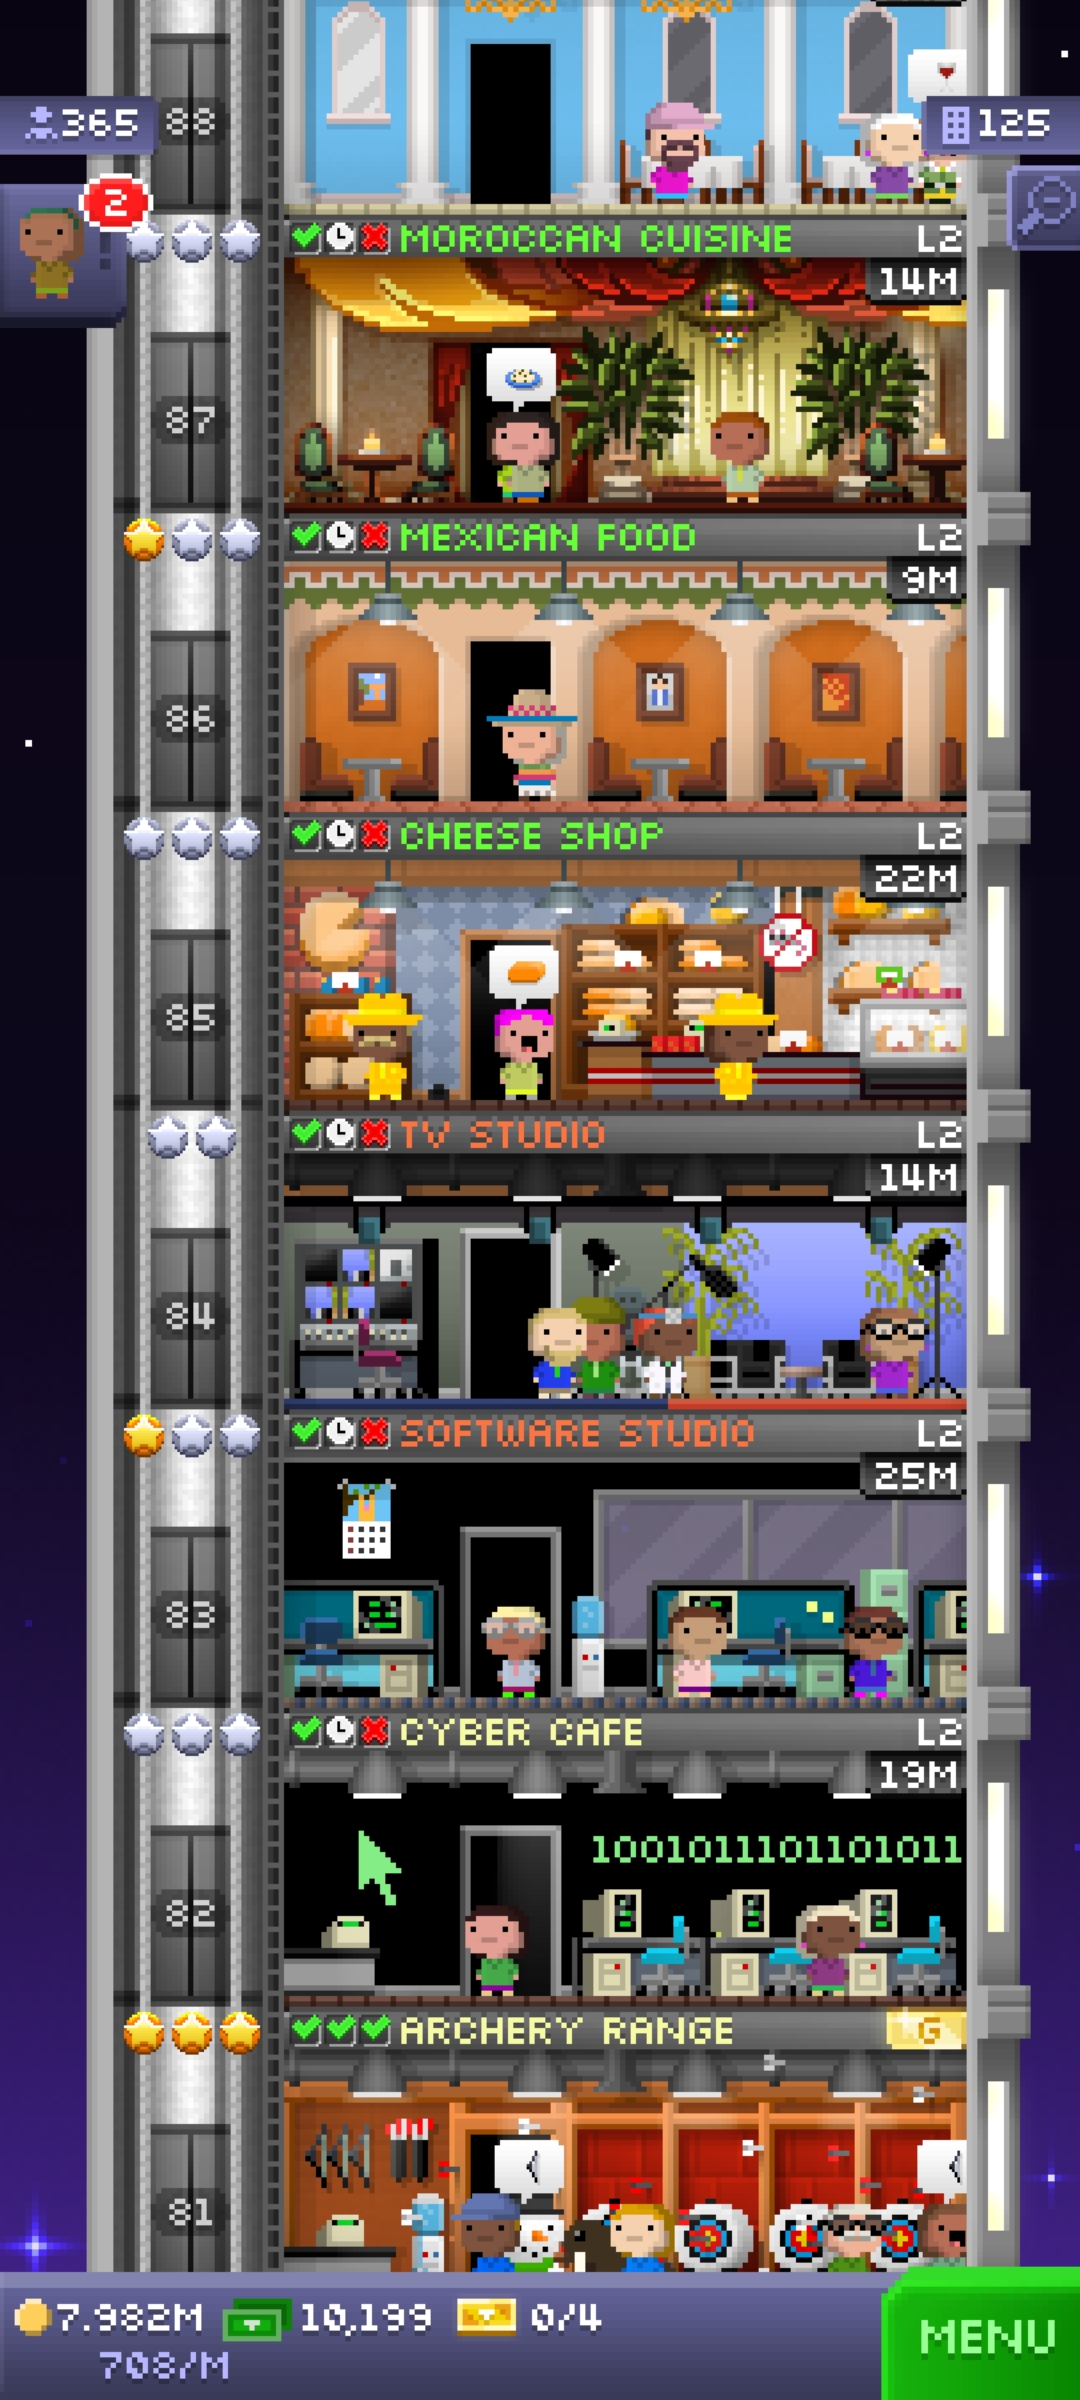 88
365
125
2
MOROCCAN CUISINE L2
14M
87
MEXICAN FOOD L2
9M
86
CHEESE SHOP L2
22M
85
TV STUDIO L2
14M
84
SOFTWARE STUDIO L2
25M
83
CYBER CAFE L2
19M
1001011101101011
82
ARCHERY RANGE G
81
7.982M 10,199 0/4
708/M
MENU